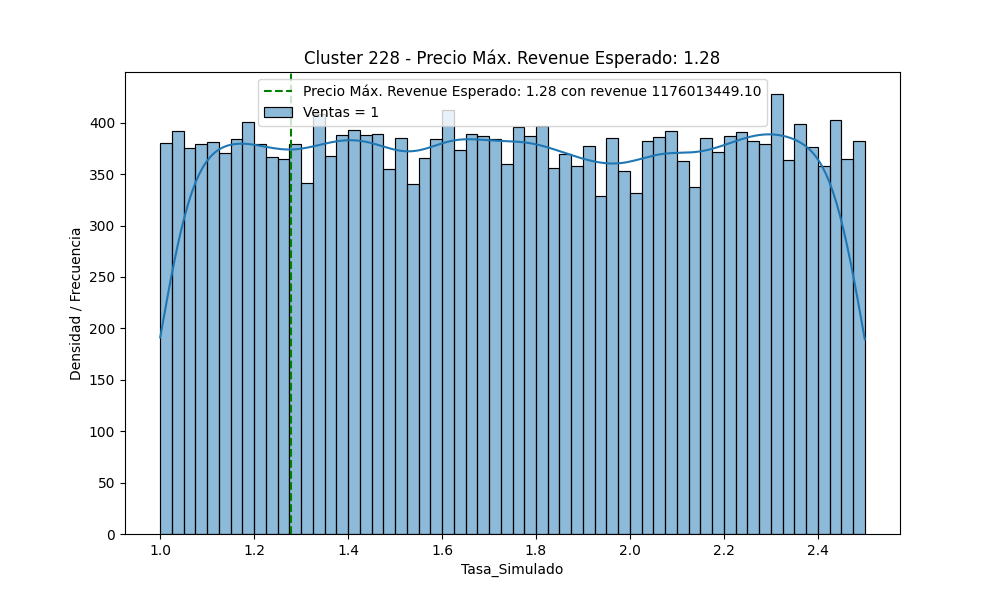 Cluster 228 - Precio Máx. Revenue Esperado: 1.28
Precio Máx. Revenue Esperado: 1.28 con revenue 1176013449.10
Ventas = 1
400
350
300
250
200
150
100
50
0
Densidad / Frecuencia
1.0 1.2 1.4 1.6 1.8 2.0 2.2 2.4
Tasa_Simulado